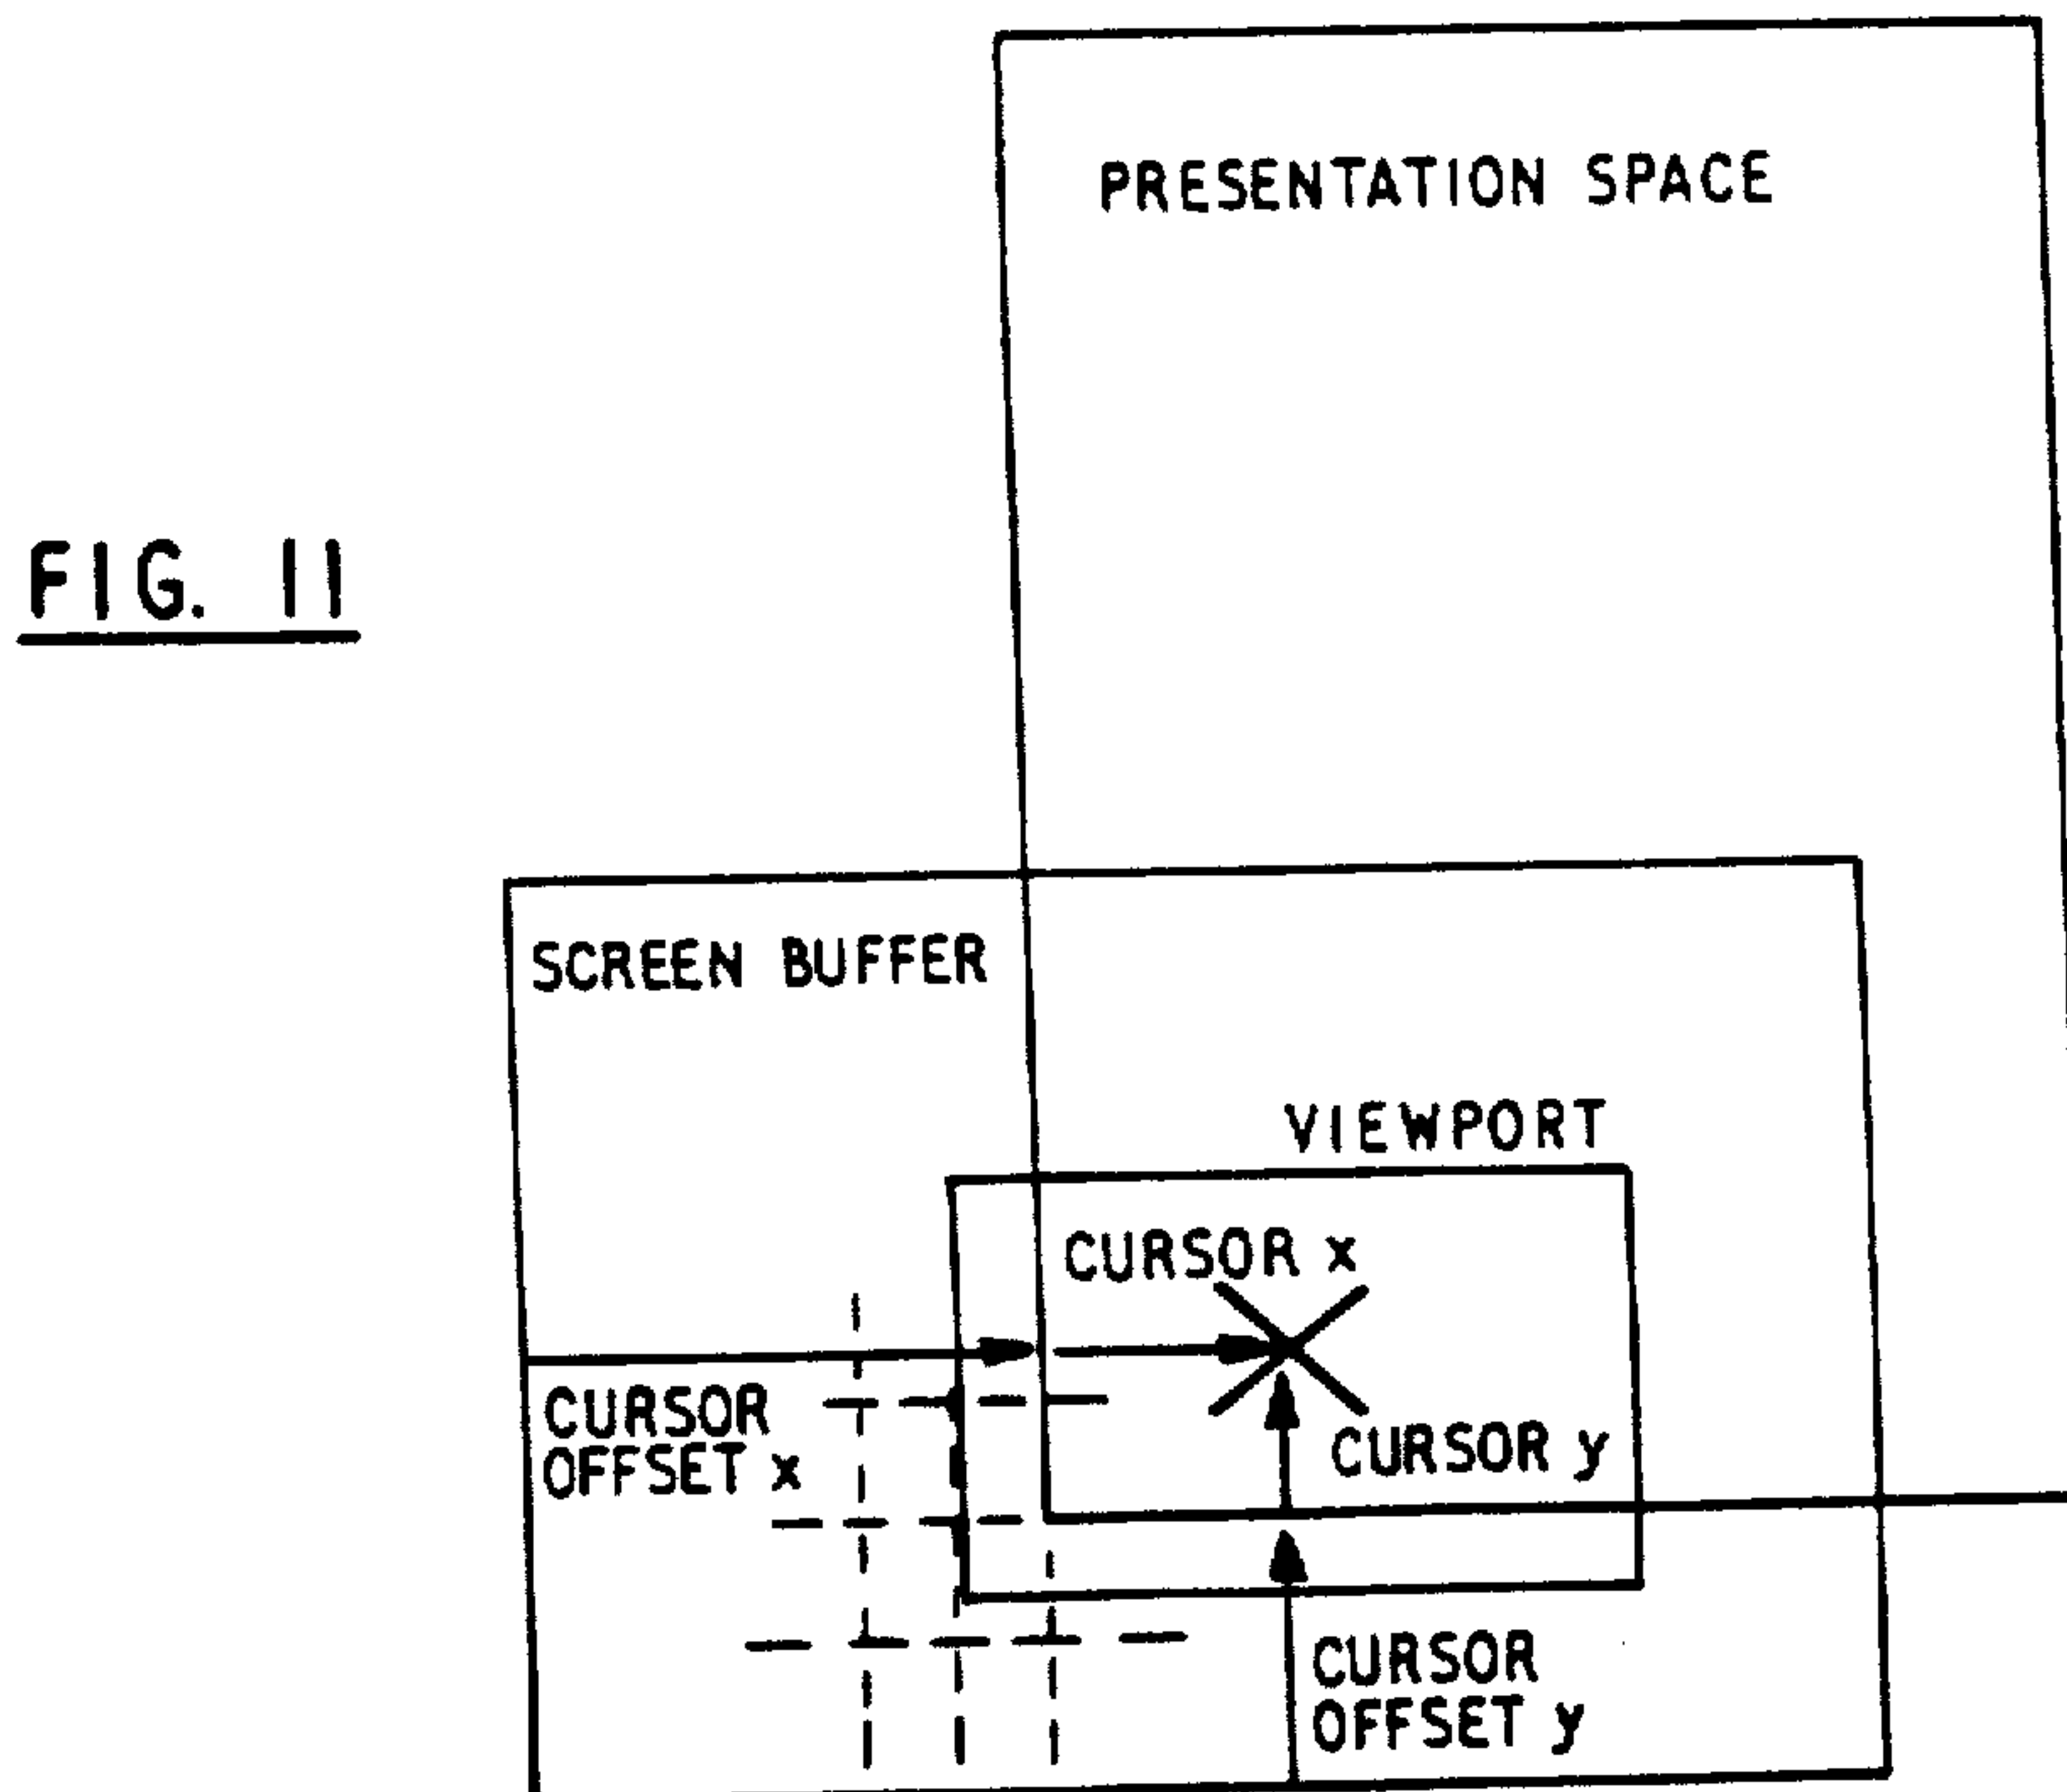 PRESENTATION SPACE
FIG. 11
SCREEN BUFFER
VIEWPORT
CURSOR x
CURSOR
OFFSET x
CURSOR y
CURSOR
OFFSET y